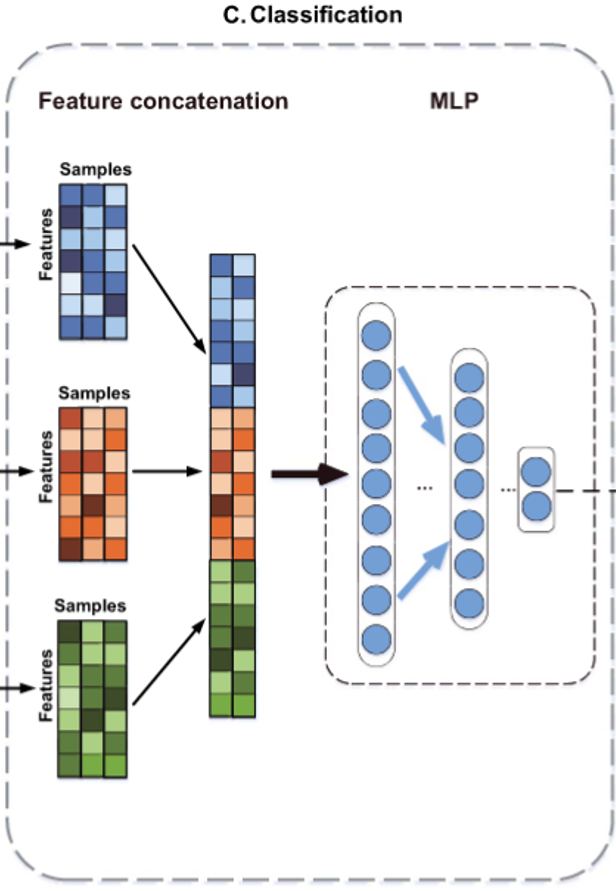 C. Classification
Feature concatenation
MLP
Samples
Features
Samples
Features
...
...
Samples
Features